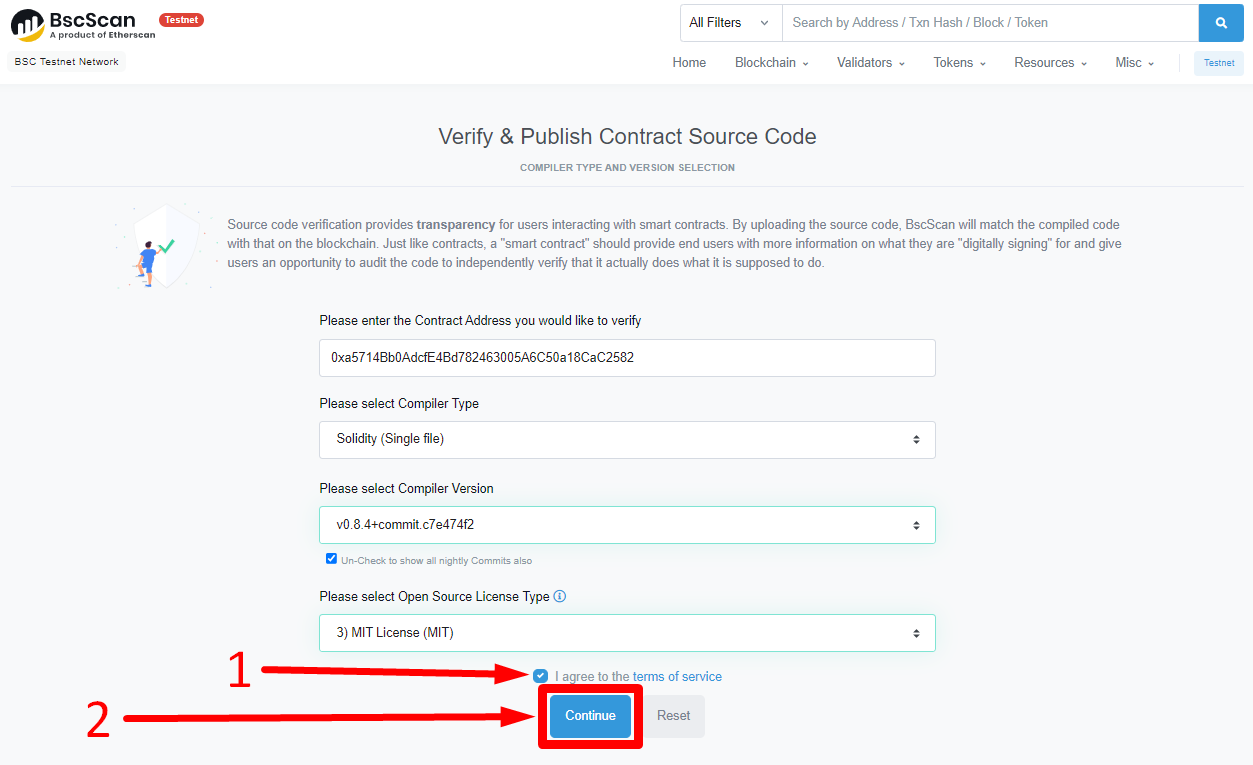 BscScan
Testnet
A product of Etherscan
All Filters
Search by Address / Txn Hash / Block / Token
BSC Testnet Network
Home
Blockchain
Validators
Tokens
Resources
Misc
Testnet
Verify & Publish Contract Source Code
COMPILER TYPE AND VERSION SELECTION
Source code verification provides transparency for users interacting with smart contracts. By uploading the source code, BscScan will match the compiled code
with that on the blockchain. Just like contracts, a "smart contract" should provide end users with more information on what they are "digitally signing" for and give
users an opportunity to audit the code to independently verify that it actually does what it is supposed to do.
Please enter the Contract Address you would like to verify
0xa5714Bb0AdcfE4Bd782463005A6C50a18CaC2582
Please select Compiler Type
Solidity (Single file)
Please select Compiler Version
v0.8.4+commit.c7e474f2
Un-Check to show all nightly Commits also
Please select Open Source License Type
3) MIT License (MIT)
1
I agree to the terms of service
2
Continue
Reset